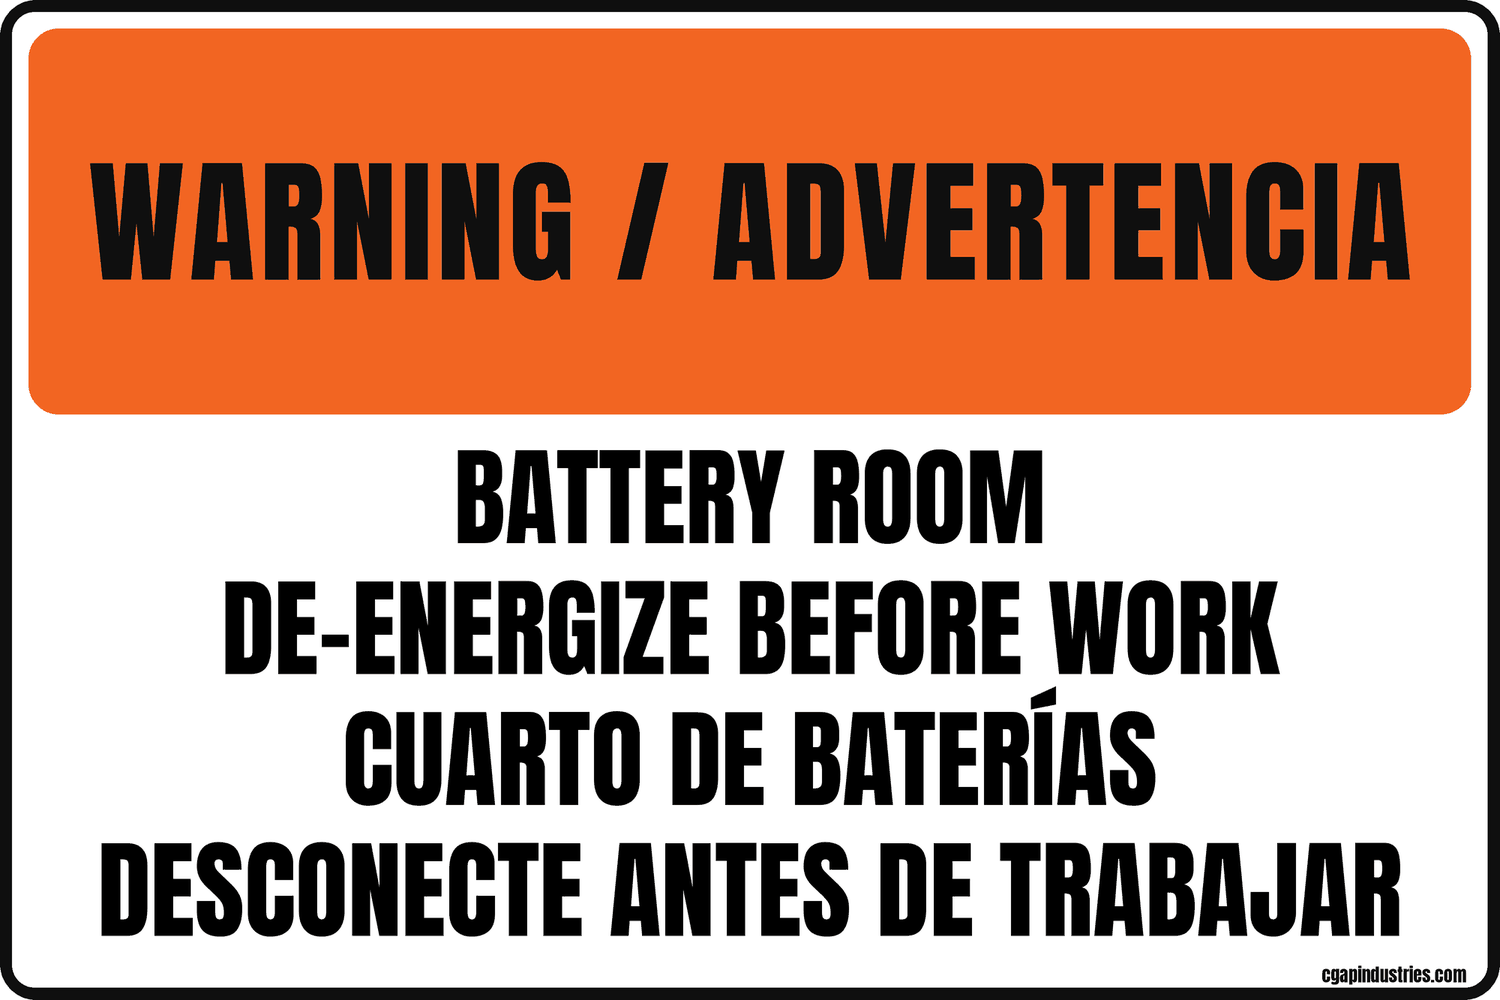 WARNING / ADVERTENCIA
BATTERY ROOM
DE-ENERGIZE BEFORE WORK
CUARTO DE BATERÍAS
DESCONECTE ANTES DE TRABAJAR
cgapindustries.com